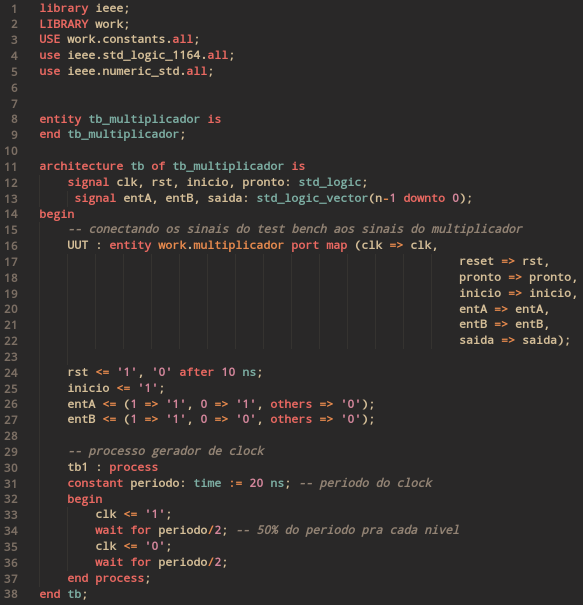 1 library ieee;
2 LIBRARY work;
3 USE work.constants.all;
4 use ieee.std_logic_1164.all;
5 use ieee.numeric_std.all;
6
7
8 entity tb_multiplicador is
9 end tb_multiplicador;
10
11 architecture tb of tb_multiplicador is
12 signal clk, rst, inicio, pronto: std_logic;
13 signal entA, entB, saida: std_logic_vector(n-1 downto 0);
14 begin
15 -- conectando os sinais do test bench aos sinais do multiplicador
16 UUT : entity work.multiplicador port map (clk => clk,
17 reset => rst,
18 pronto => pronto,
19 inicio => inicio,
20 entA => entA,
21 entB => entB,
22 saida => saida);
23
24 rst <= '1', '0' after 10 ns;
25 inicio <= '1';
26 entA <= (1 => '1', 0 => '1', others => '0');
27 entB <= (1 => '1', 0 => '0', others => '0');
28
29 -- processo gerador de clock
30 tb1 : process
31 constant periodo: time := 20 ns; -- periodo do clock
32 begin
33 clk <= '1';
34 wait for periodo/2; -- 50% do periodo pra cada nivel
35 clk <= '0';
36 wait for periodo/2;
37 end process;
38 end tb;